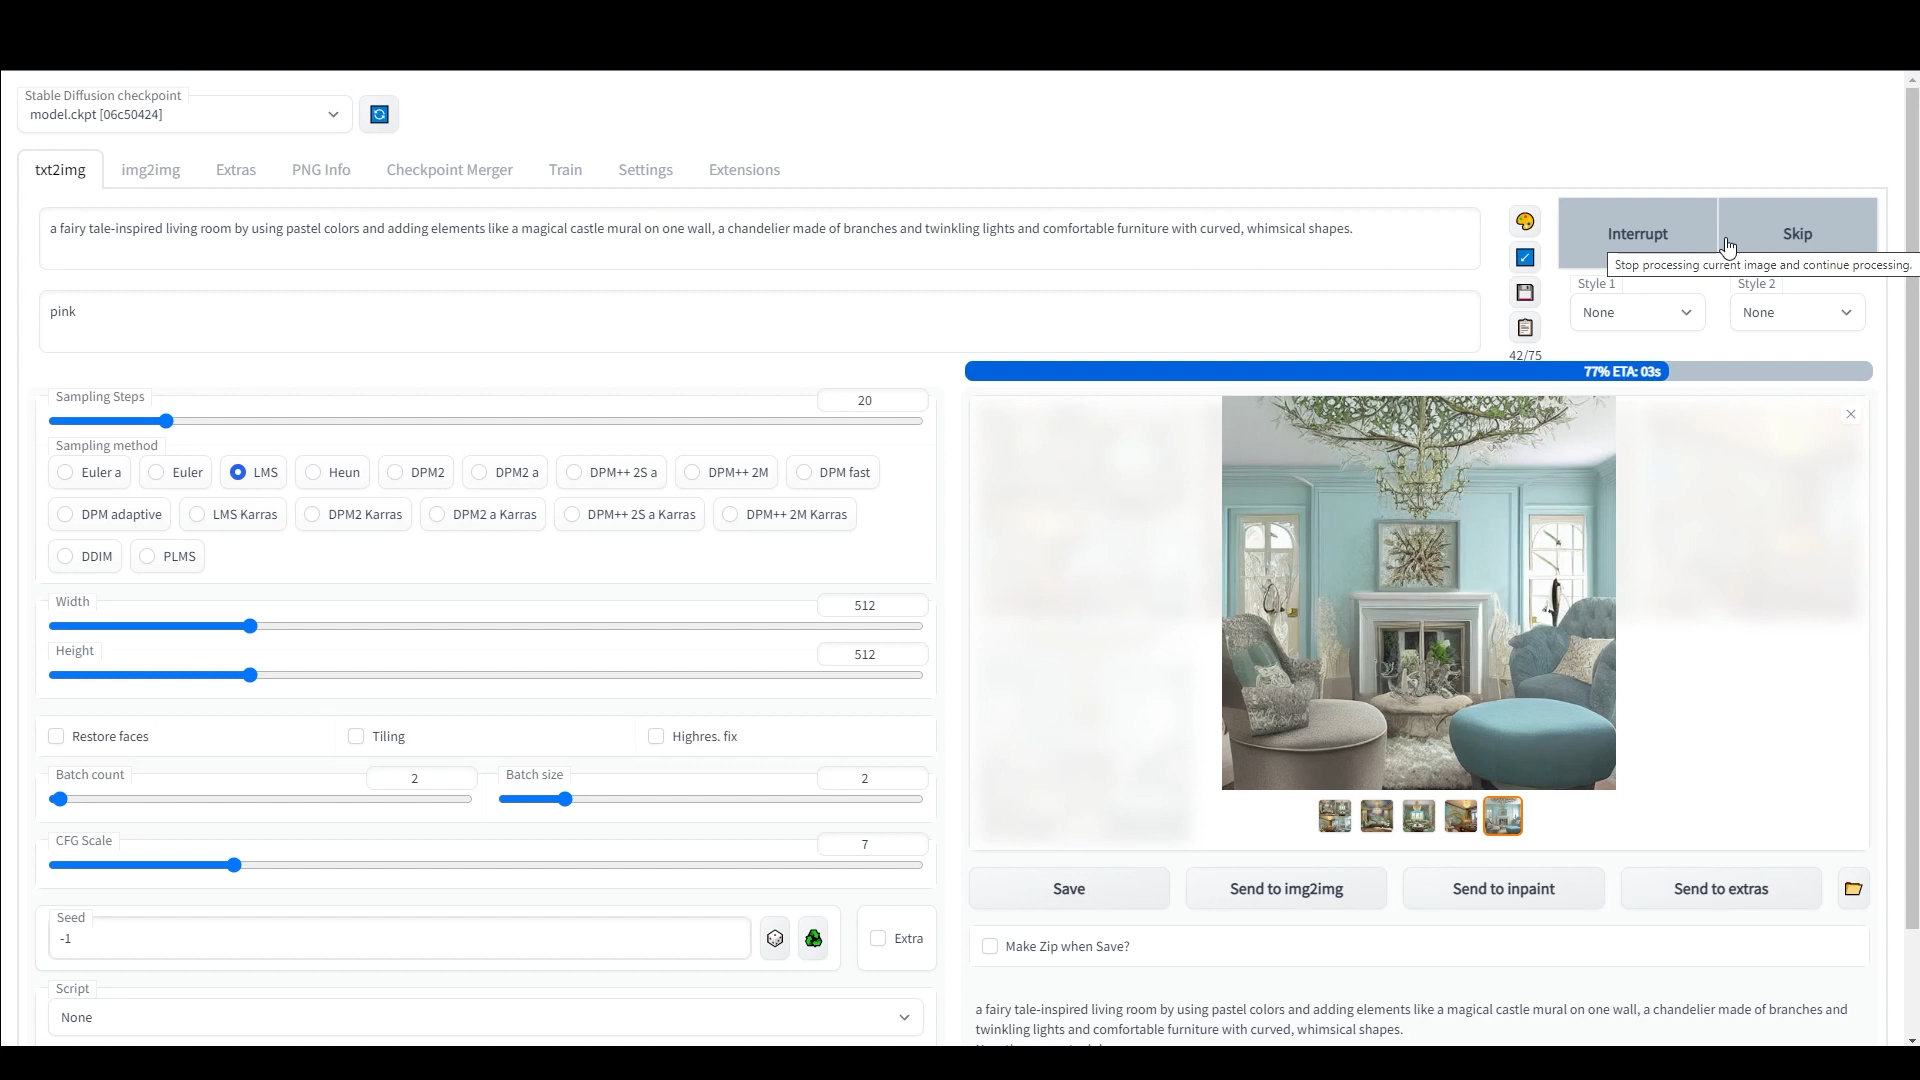 Stable Diffusion checkpoint
model.ckpt [06c50424]
txt2img
img2img
Extras
PNG Info
Checkpoint Merger
Train
Settings
Extensions
a fairy tale-inspired living room by using pastel colors and adding elements like a magical castle mural on one wall, a chandelier made of branches and twinkling lights and comfortable furniture with curved, whimsical shapes.
pink
Interrupt
Skip
Stop processing current image and continue processing.
Style 1
None
Style 2
None
42/75
77% ETA: 03s
Sampling Steps
20
Sampling method
Euler a
Euler
LMS
Heun
DPM2
DPM2 a
DPM++ 2S a
DPM++ 2M
DPM fast
DPM adaptive
LMS Karras
DPM2 Karras
DPM2 a Karras
DPM++ 2S a Karras
DPM++ 2M Karras
DDIM
PLMS
Width
512
Height
512
Restore faces
Tiling
Highres. fix
Batch count
2
Batch size
2
CFG Scale
7
Seed
-1
Extra
Script
None
Save
Send to img2img
Send to inpaint
Send to extras
Make Zip when Save?
a fairy tale-inspired living room by using pastel colors and adding elements like a magical castle mural on one wall, a chandelier made of branches and
twinkling lights and comfortable furniture with curved, whimsical shapes.